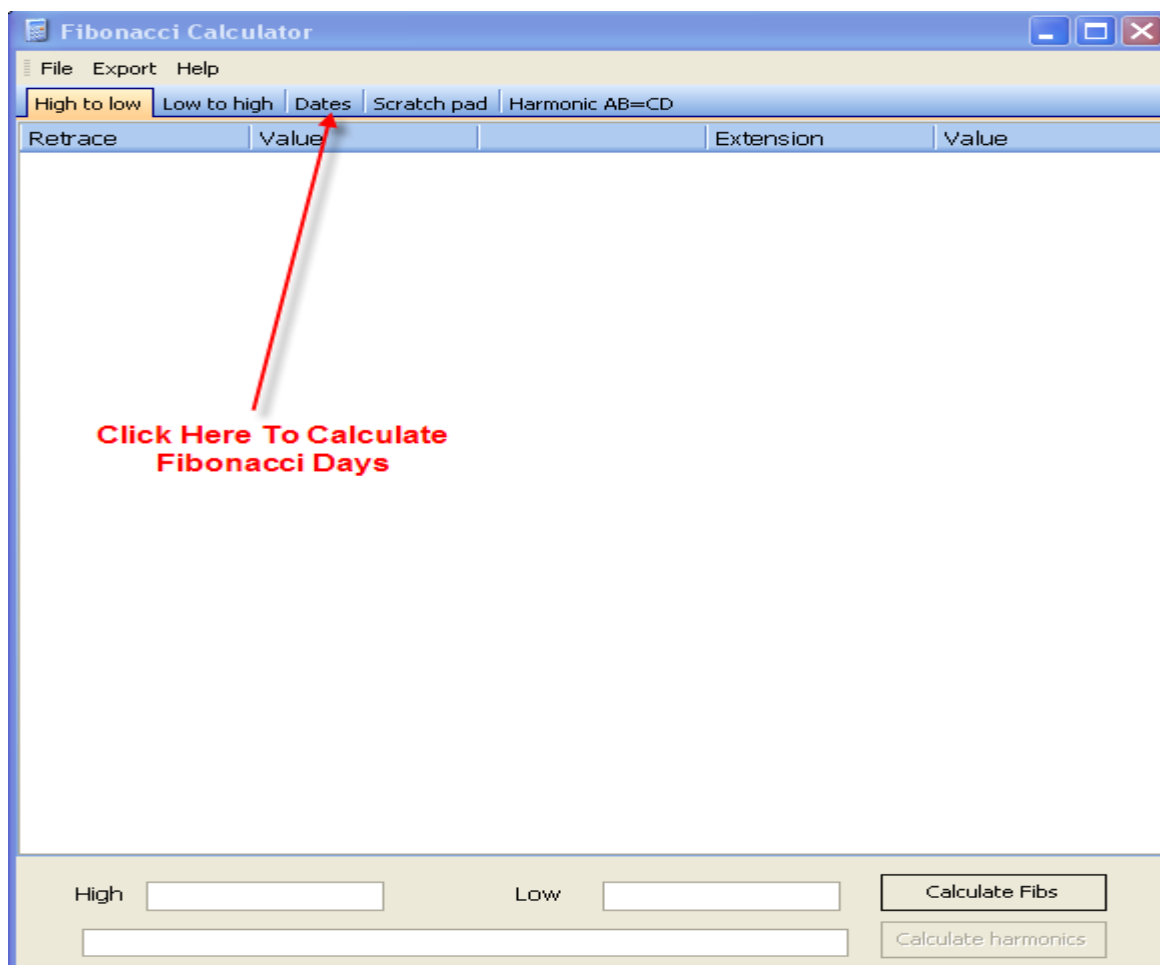 Fibonacci Calculator
File Export Help
High to low Low to high Dates Scratch pad Harmonic AB=CD
Retrace Value Extension Value
Click Here To Calculate
Fibonacci Days
High Low Calculate Fibs
Calculate harmonics